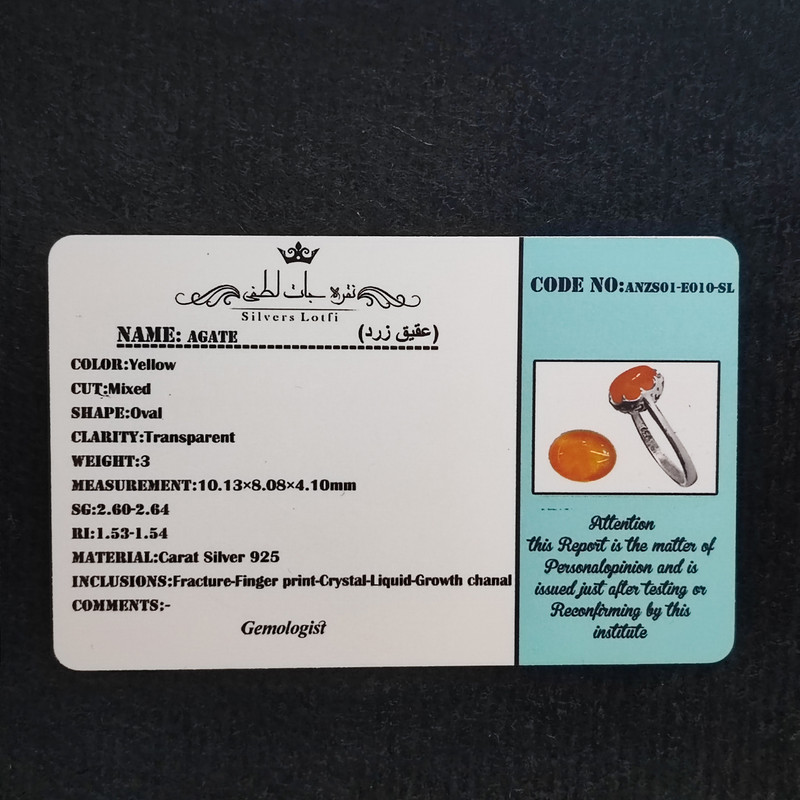 نقره جات لطفی
Silvers Lotfi
NAME: AGATE (عقیق زرد)
COLOR:Yellow
CUT:Mixed
SHAPE:Oval
CLARITY:Transparent
WEIGHT:3
MEASUREMENT:10.13×8.08×4.10mm
SG:2.60-2.64
RI:1.53-1.54
MATERIAL:Carat Silver 925
INCLUSIONS:Fracture-Finger print-Crystal-Liquid-Growth chanal
COMMENTS:-
Gemologist
CODE NO:ANZS01-E010-SL
Attention
this Report is the matter of
Personalopinion and is
issued just after testing or
Reconfirming by this
institute